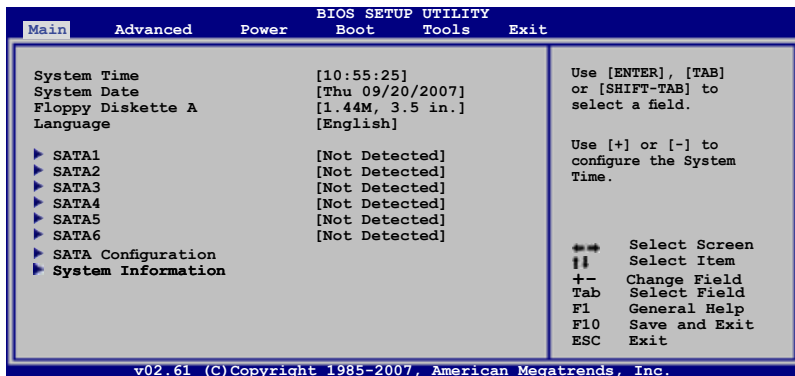 BIOS SETUP UTILITY
Main Advanced Power Boot Tools Exit
System Time [10:55:25]
System Date [Thu 09/20/2007]
Floppy Diskette A [1.44M, 3.5 in.]
Language [English]
SATA1 [Not Detected]
SATA2 [Not Detected]
SATA3 [Not Detected]
SATA4 [Not Detected]
SATA5 [Not Detected]
SATA6 [Not Detected]
SATA Configuration
System Information
Use [ENTER], [TAB]
or [SHIFT-TAB] to
select a field.
Use [+] or [-] to
configure the System
Time.
Select Screen
Select Item
+- Change Field
Tab Select Field
F1 General Help
F10 Save and Exit
ESC Exit
v02.61 (C)Copyright 1985-2007, American Megatrends, Inc.